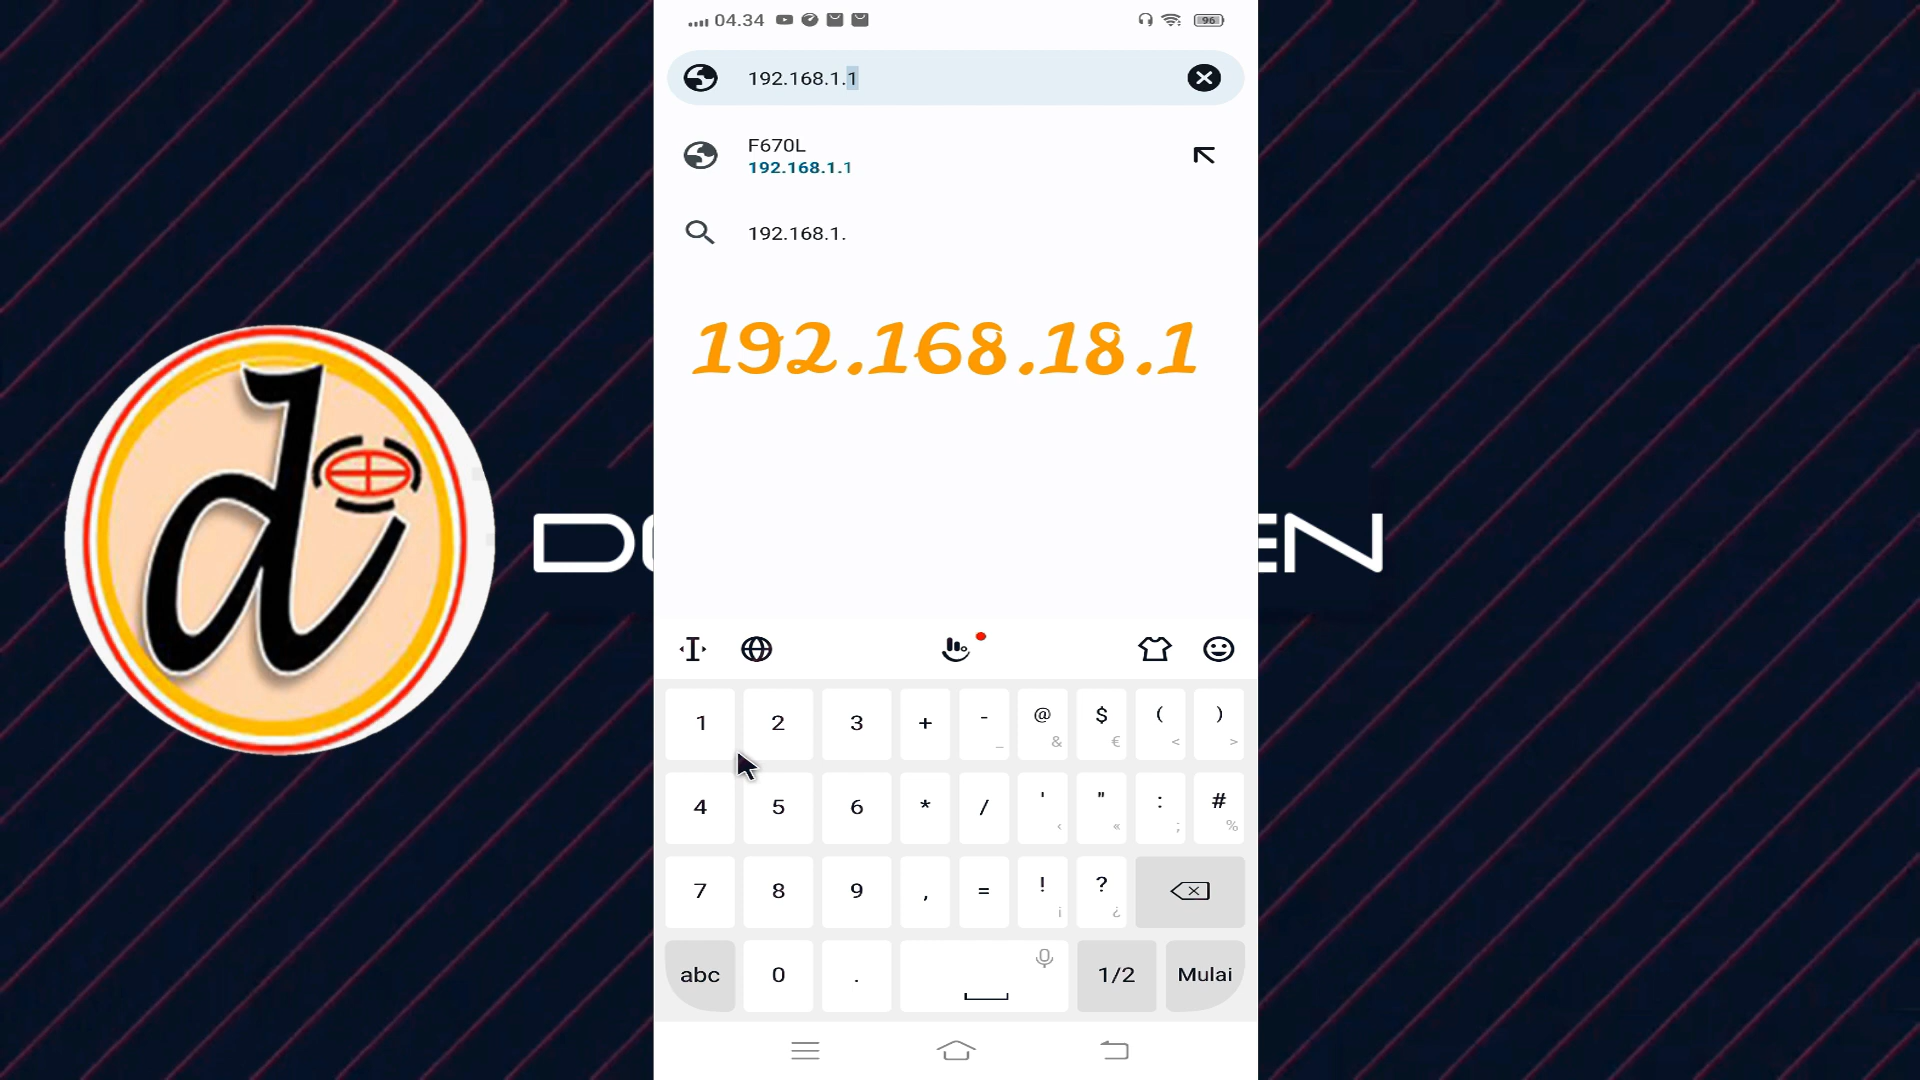 04.34
96
192.168.1.1
F670L
192.168.1.1
192.168.1.
192.168.18.1
1 2 3 + - _ @ & $ € ( < ) >
4 5 6 * / ' ‹ " « : ; # %
7 8 9 , = ! ¡ ? ¿
abc 0 . 1/2 Mulai